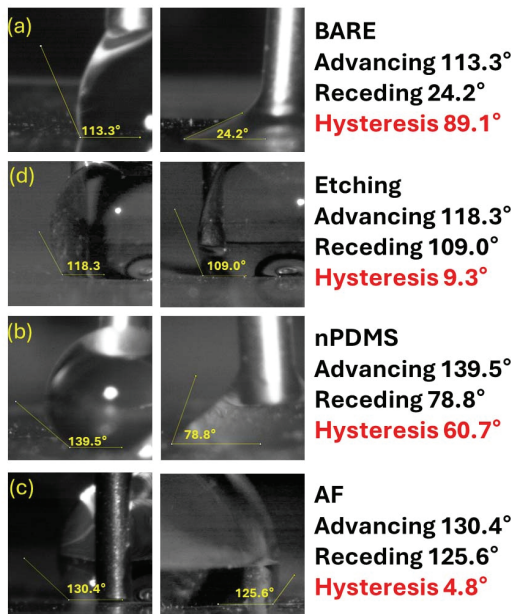 (a)
113.3°
24.2°
BARE
Advancing 113.3°
Receding 24.2°
Hysteresis 89.1°
(d)
118.3
109.0°
Etching
Advancing 118.3°
Receding 109.0°
Hysteresis 9.3°
(b)
139.5°
78.8°
nPDMS
Advancing 139.5°
Receding 78.8°
Hysteresis 60.7°
(c)
130.4°
125.6°
AF
Advancing 130.4°
Receding 125.6°
Hysteresis 4.8°